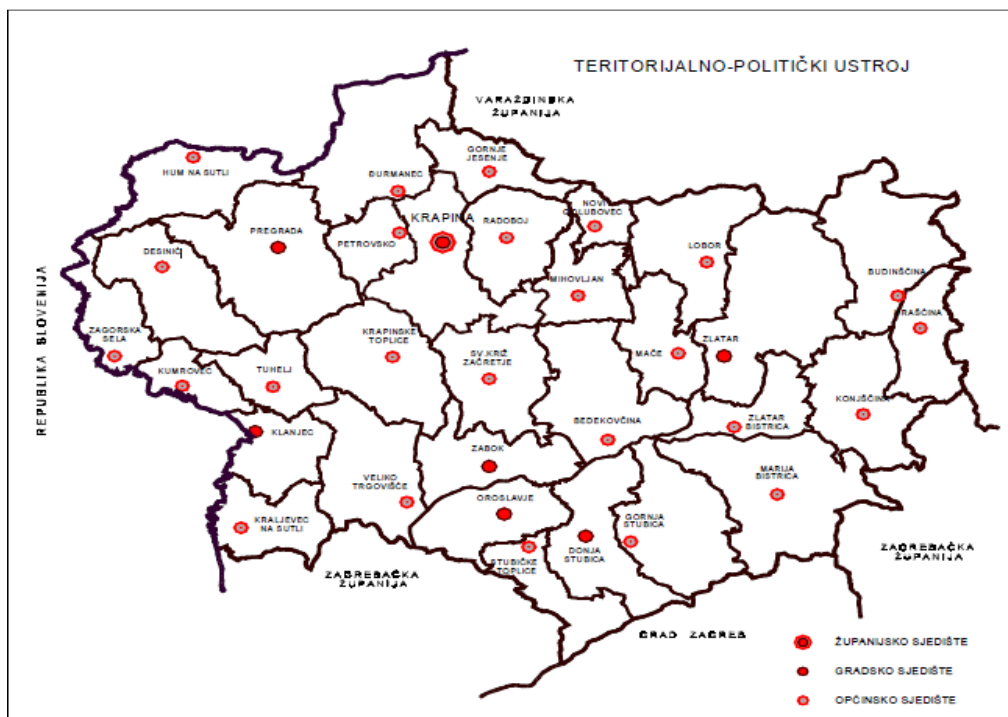 TERITORIJALNO-POLITIČKI USTROJ
VARAŽDINSKA
ŽUPANIJA
GORNJE
JESENJE
HUM NA SUTLI
ĐURMANEC
NOVI
GOLUBOVEC
KRAPINA
RADOBOJ
PREGRADA
PETROVSKO
LOBOR
DESINIĆ
BUDINŠĆINA
MIHOVLJAN
HRAŠĆINA
REPUBLIKA SLOVENIJA
ZAGORSKA
SELA
KRAPINSKE
TOPLICE
SV.KRIŽ
ZAČRETJE
MAČE
ZLATAR
KUMROVEC
TUHELJ
KONJŠĆINA
BEDEKOVČINA
ZLATAR
BISTRICA
KLANJEC
ZABOK
VELIKO
TRGOVIŠĆE
MARIJA
BISTRICA
OROSLAVJE
KRALJEVEC
NA SUTLI
GORNJA
STUBICA
DONJA
STUBICA
STUBIČKE
TOPLICE
ZAGREBAČKA
ŽUPANIJA
ZAGREBAČKA
ŽUPANIJA
GRAD ZAGREB
ŽUPANIJSKO SJEDIŠTE
GRADSKO SJEDIŠTE
OPĆINSKO SJEDIŠTE